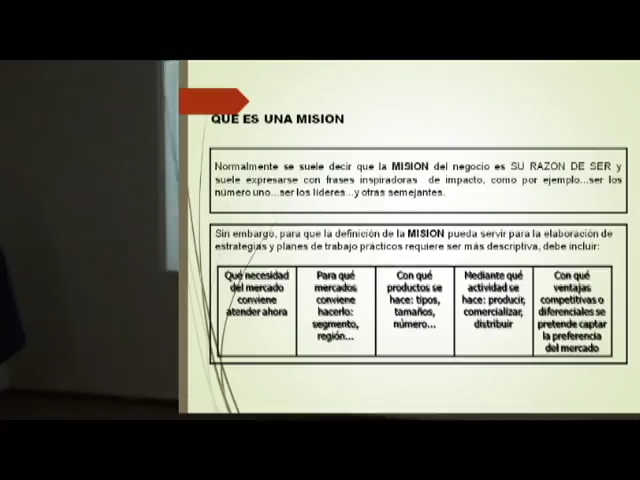 QUE ES UNA MISION
Normalmente se suele decir que la MISION del negocio es SU RAZON DE SER y
suele expresarse con frases inspiradoras de impacto, como por ejemplo...ser los
número uno...ser los líderes...y otras semejantes.
Sin embargo, para que la definición de la MISION pueda servir para la elaboración de
estrategias y planes de trabajo prácticos requiere ser más descriptiva, debe incluir:
Qué necesidad
del mercado
conviene
atender ahora
Para qué
mercados
conviene
hacerlo:
segmento,
región...
Con qué
productos se
hace: tipos,
tamaños,
número...
Mediante qué
actividad se
hace: producir,
comercializar,
distribuir
Con qué
ventajas
competitivas o
diferenciales se
pretende captar
la preferencia
del mercado